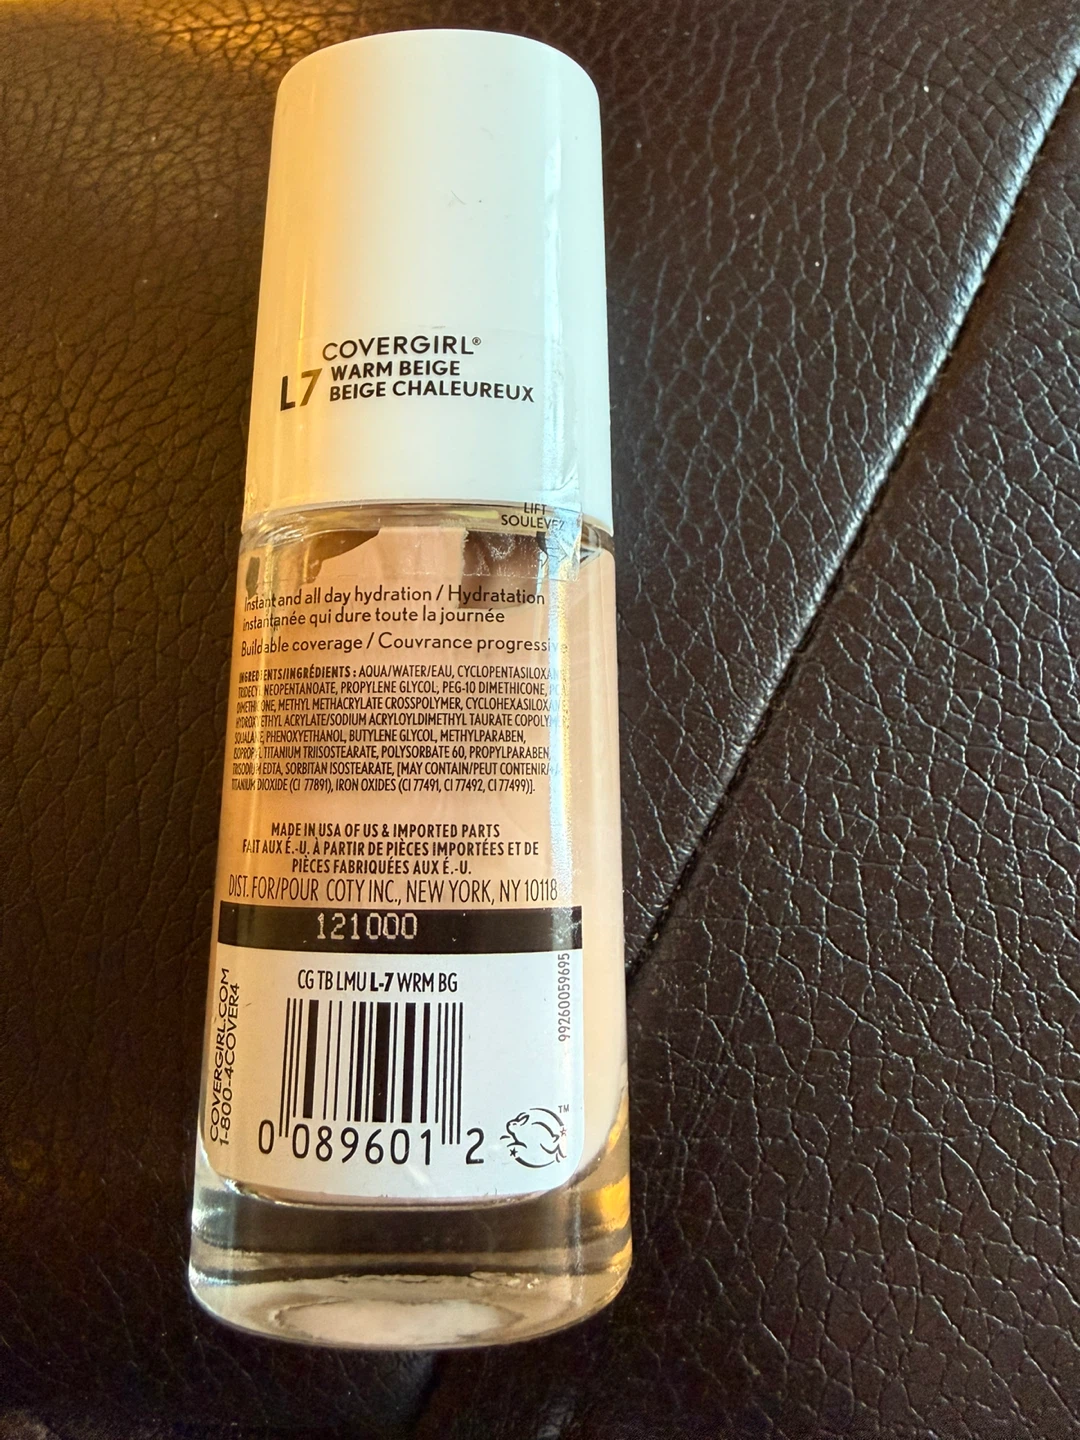 COVERGIRL®
L7 WARM BEIGE
BEIGE CHALEUREUX
LIFT
SOULEVEZ
Instant and all day hydration / Hydratation
instantanée qui dure toute la journée
Buildable coverage / Couvrance progressive
INGREDIENTS/INGRÉDIENTS : AQUA/WATER/EAU, CYCLOPENTASILOXANE,
NEOPENTANOATE, PROPYLENE GLYCOL, PEG-10 DIMETHICONE,
METHYL METHACRYLATE CROSSPOLYMER,
ACRYLATE/SODIUM ACRYLOYLDIMETHYL TAURATE
SQUALANE, PHENOXYETHANOL, BUTYLENE GLYCOL, METHYLPARABEN,
ISOPROPYL TITANIUM TRIISOSTEARATE, POLYSORBATE 60, PROPYLPARABEN,
TRISODIUM EDTA, SORBITAN ISOSTEARATE, [MAY CONTAIN/PEUT CONTENIR/
TITANIUM DIOXIDE (CI 77891), IRON OXIDES (CI 77491, CI 77492, CI 77499)].
MADE IN USA OF US & IMPORTED PARTS
FAIT AUX É.-U. À PARTIR DE PIÈCES IMPORTÉES ET DE
PIÈCES FABRIQUÉES AUX É.-U.
DIST. FOR/POUR COTY INC., NEW YORK, NY 10118
121000
CG TB LMU L-7 WRM BG
99260059695
COVERGIRL.COM
1-800-4COVER4
0 089601 2
TM